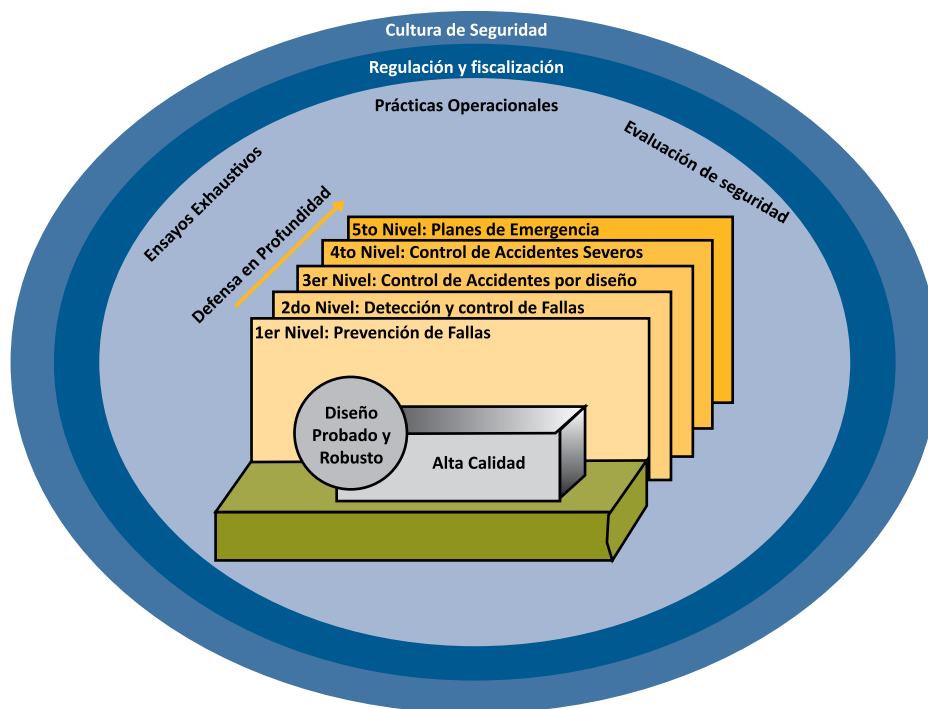 Cultura de Seguridad
Regulación y fiscalización
Prácticas Operacionales
Ensayos Exhaustivos
Evaluación de seguridad
Defensa en Profundidad
5to Nivel: Planes de Emergencia
4to Nivel: Control de Accidentes Severos
3er Nivel: Control de Accidentes por diseño
2do Nivel: Detección y control de Fallas
1er Nivel: Prevención de Fallas
Diseño
Probado y
Robusto
Alta Calidad